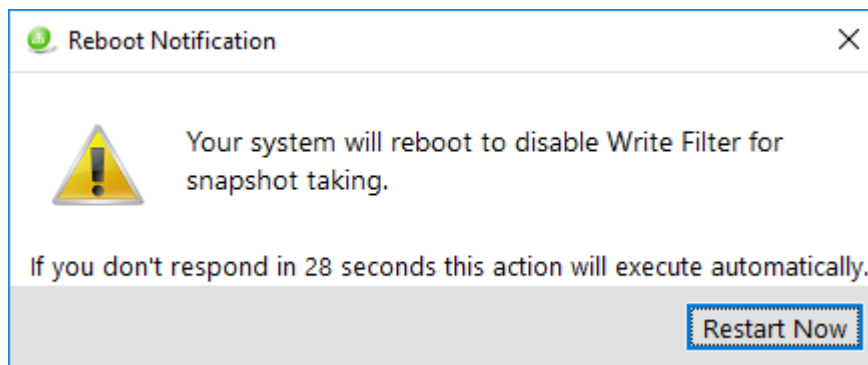 Reboot Notification
Your system will reboot to disable Write Filter for
snapshot taking.
If you don't respond in 28 seconds this action will execute automatically.
Restart Now